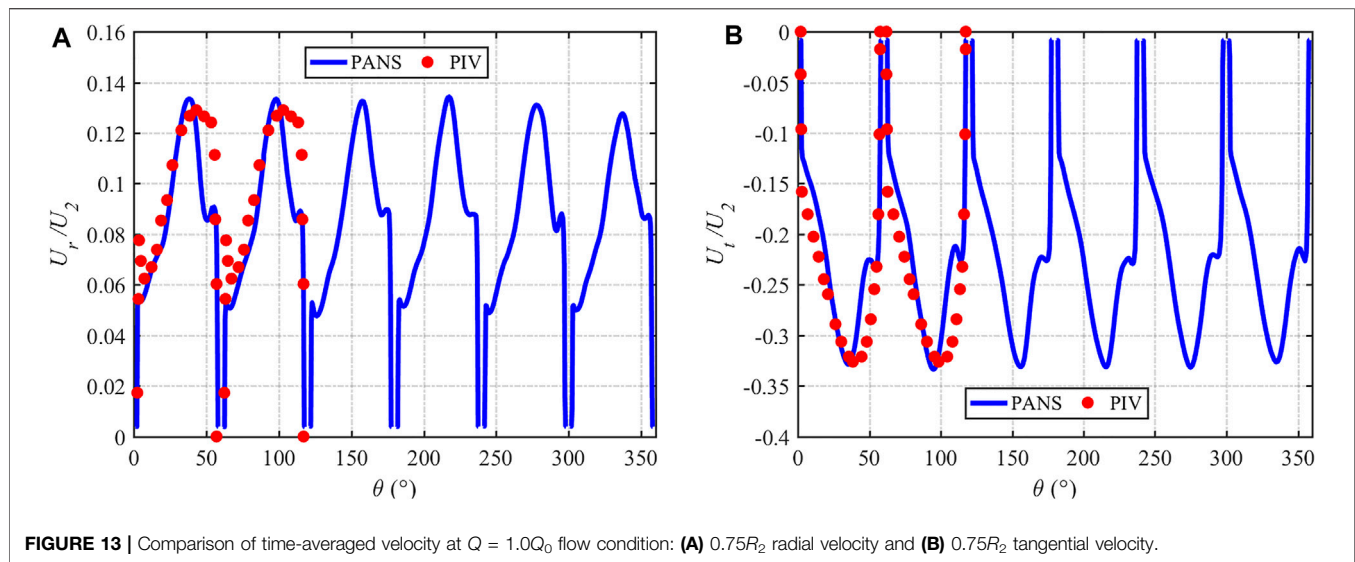 A
0.16
0.14
0.12
0.1
0.08
0.06
0.04
0.02
0
U_r/U_2
PANS PIV
0 50 100 150 200 250 300 350
θ (°)
B
0
-0.05
-0.1
-0.15
-0.2
-0.25
-0.3
-0.35
-0.4
U_t/U_2
PANS PIV
0 50 100 150 200 250 300 350
θ (°)
FIGURE 13 | Comparison of time-averaged velocity at Q = 1.0Q₀ flow condition: (A) 0.75R₂ radial velocity and (B) 0.75R₂ tangential velocity.